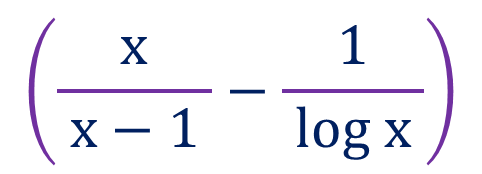 (x/(x − 1) − 1/log x)